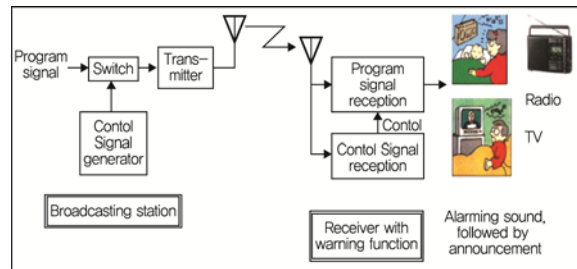 Program
signal
Switch
Trans-
mitter
Contol
Signal
generator
Broadcasting station
Program
signal
reception
Contol
Contol Signal
reception
Receiver with
warning function
Radio
TV
Alarming sound,
followed by
announcement